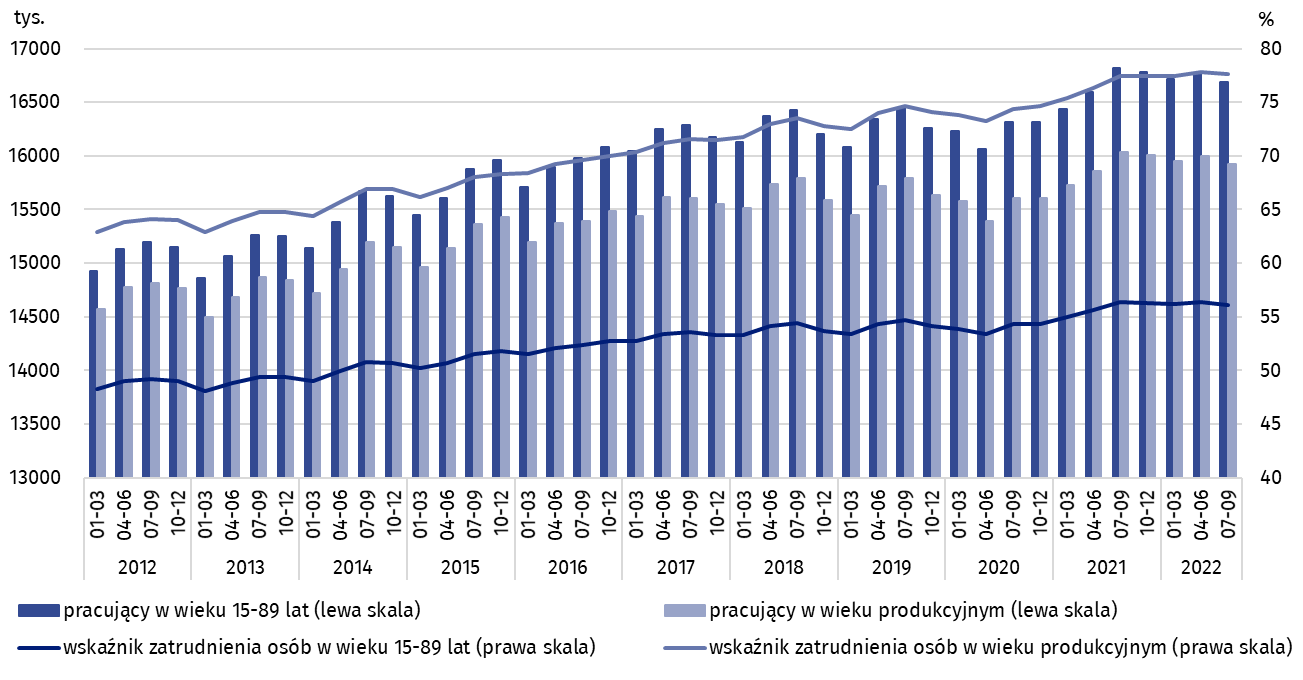 tys.
%
17000
80
16500
75
16000
70
15500
65
15000
60
14500
55
14000
50
13500
45
13000
40
01-03 04-06 07-09 10-12 01-03 04-06 07-09 10-12 01-03 04-06 07-09 10-12 01-03 04-06 07-09 10-12 01-03 04-06 07-09 10-12 01-03 04-06 07-09 10-12 01-03 04-06 07-09 10-12 01-03 04-06 07-09 10-12 01-03 04-06 07-09 10-12 01-03 04-06 07-09 10-12 01-03 04-06 07-09
2012 2013 2014 2015 2016 2017 2018 2019 2020 2021 2022
pracujący w wieku 15-89 lat (lewa skala)
pracujący w wieku produkcyjnym (lewa skala)
wskaźnik zatrudnienia osób w wieku 15-89 lat (prawa skala)
wskaźnik zatrudnienia osób w wieku produkcyjnym (prawa skala)